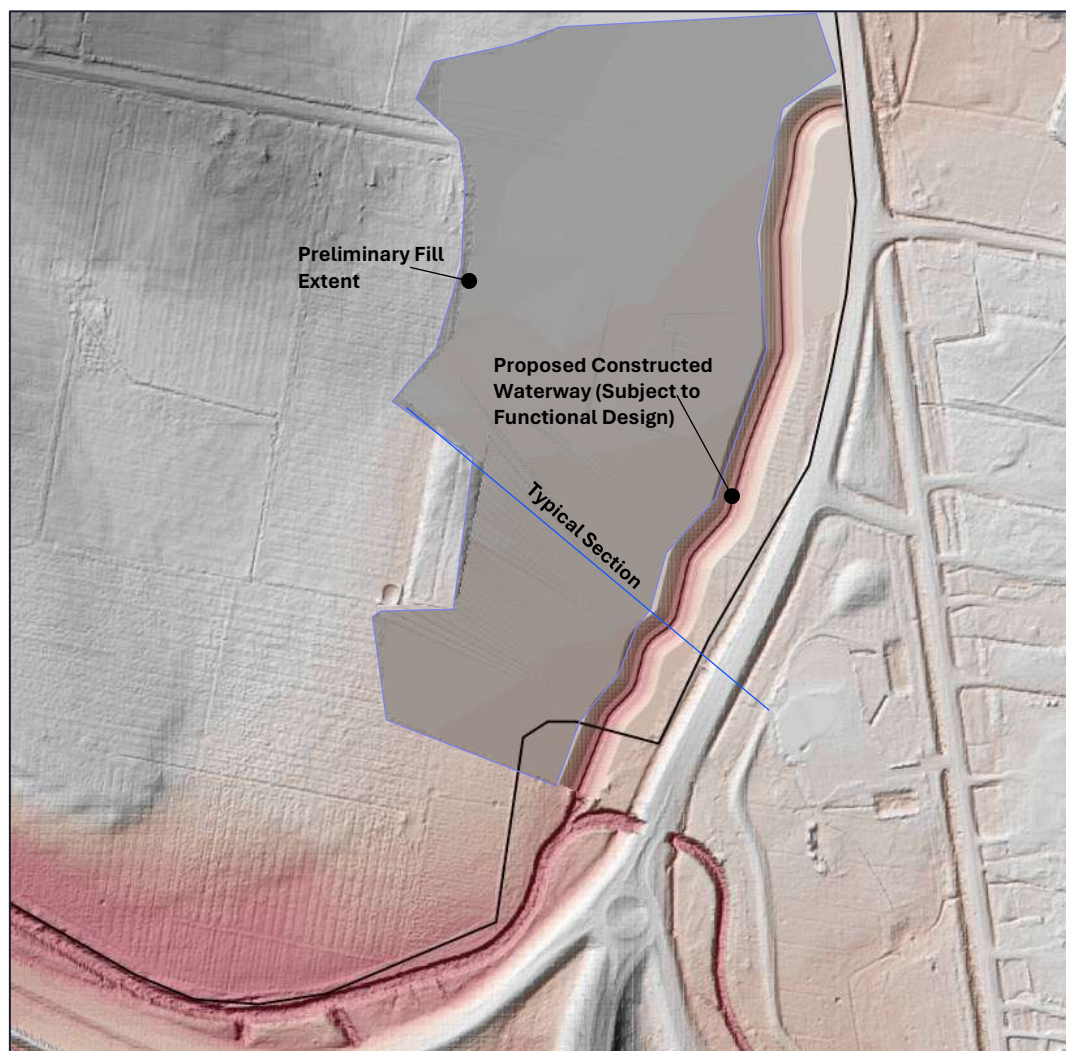 Preliminary Fill
Extent
Proposed Constructed
Waterway (Subject to
Functional Design)
Typical Section